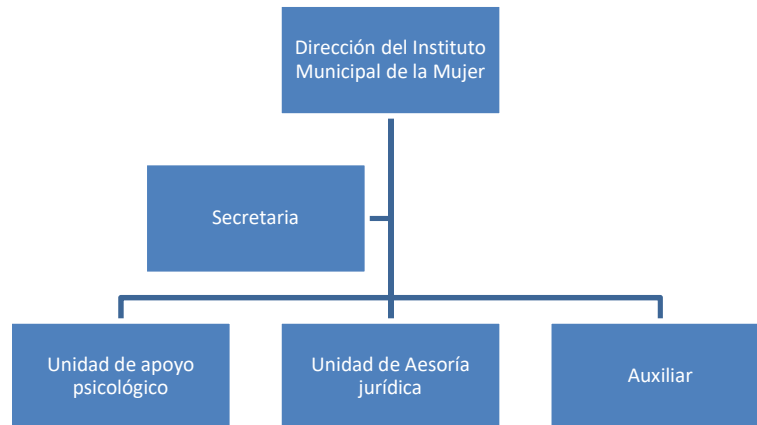 Dirección del Instituto
Municipal de la Mujer
Secretaria
Unidad de apoyo
psicológico
Unidad de Aesoría
jurídica
Auxiliar